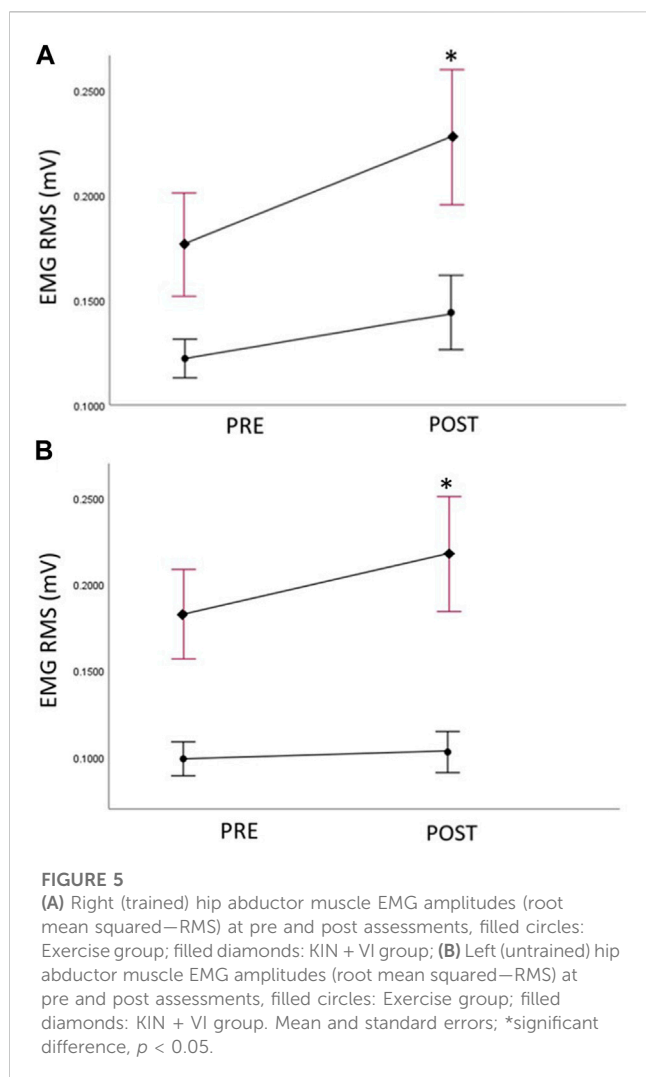 A
*
0.2500
0.2000
EMG RMS (mV)
0.1500
0.1000
PRE POST
B
*
0.2500
0.2000
EMG RMS (mV)
0.1500
0.1000
PRE POST
FIGURE 5
(A) Right (trained) hip abductor muscle EMG amplitudes (root
mean squared—RMS) at pre and post assessments, filled circles:
Exercise group; filled diamonds: KIN + VI group; (B) Left (untrained) hip
abductor muscle EMG amplitudes (root mean squared—RMS) at
pre and post assessments, filled circles: Exercise group; filled
diamonds: KIN + VI group. Mean and standard errors; *significant
difference, p < 0.05.